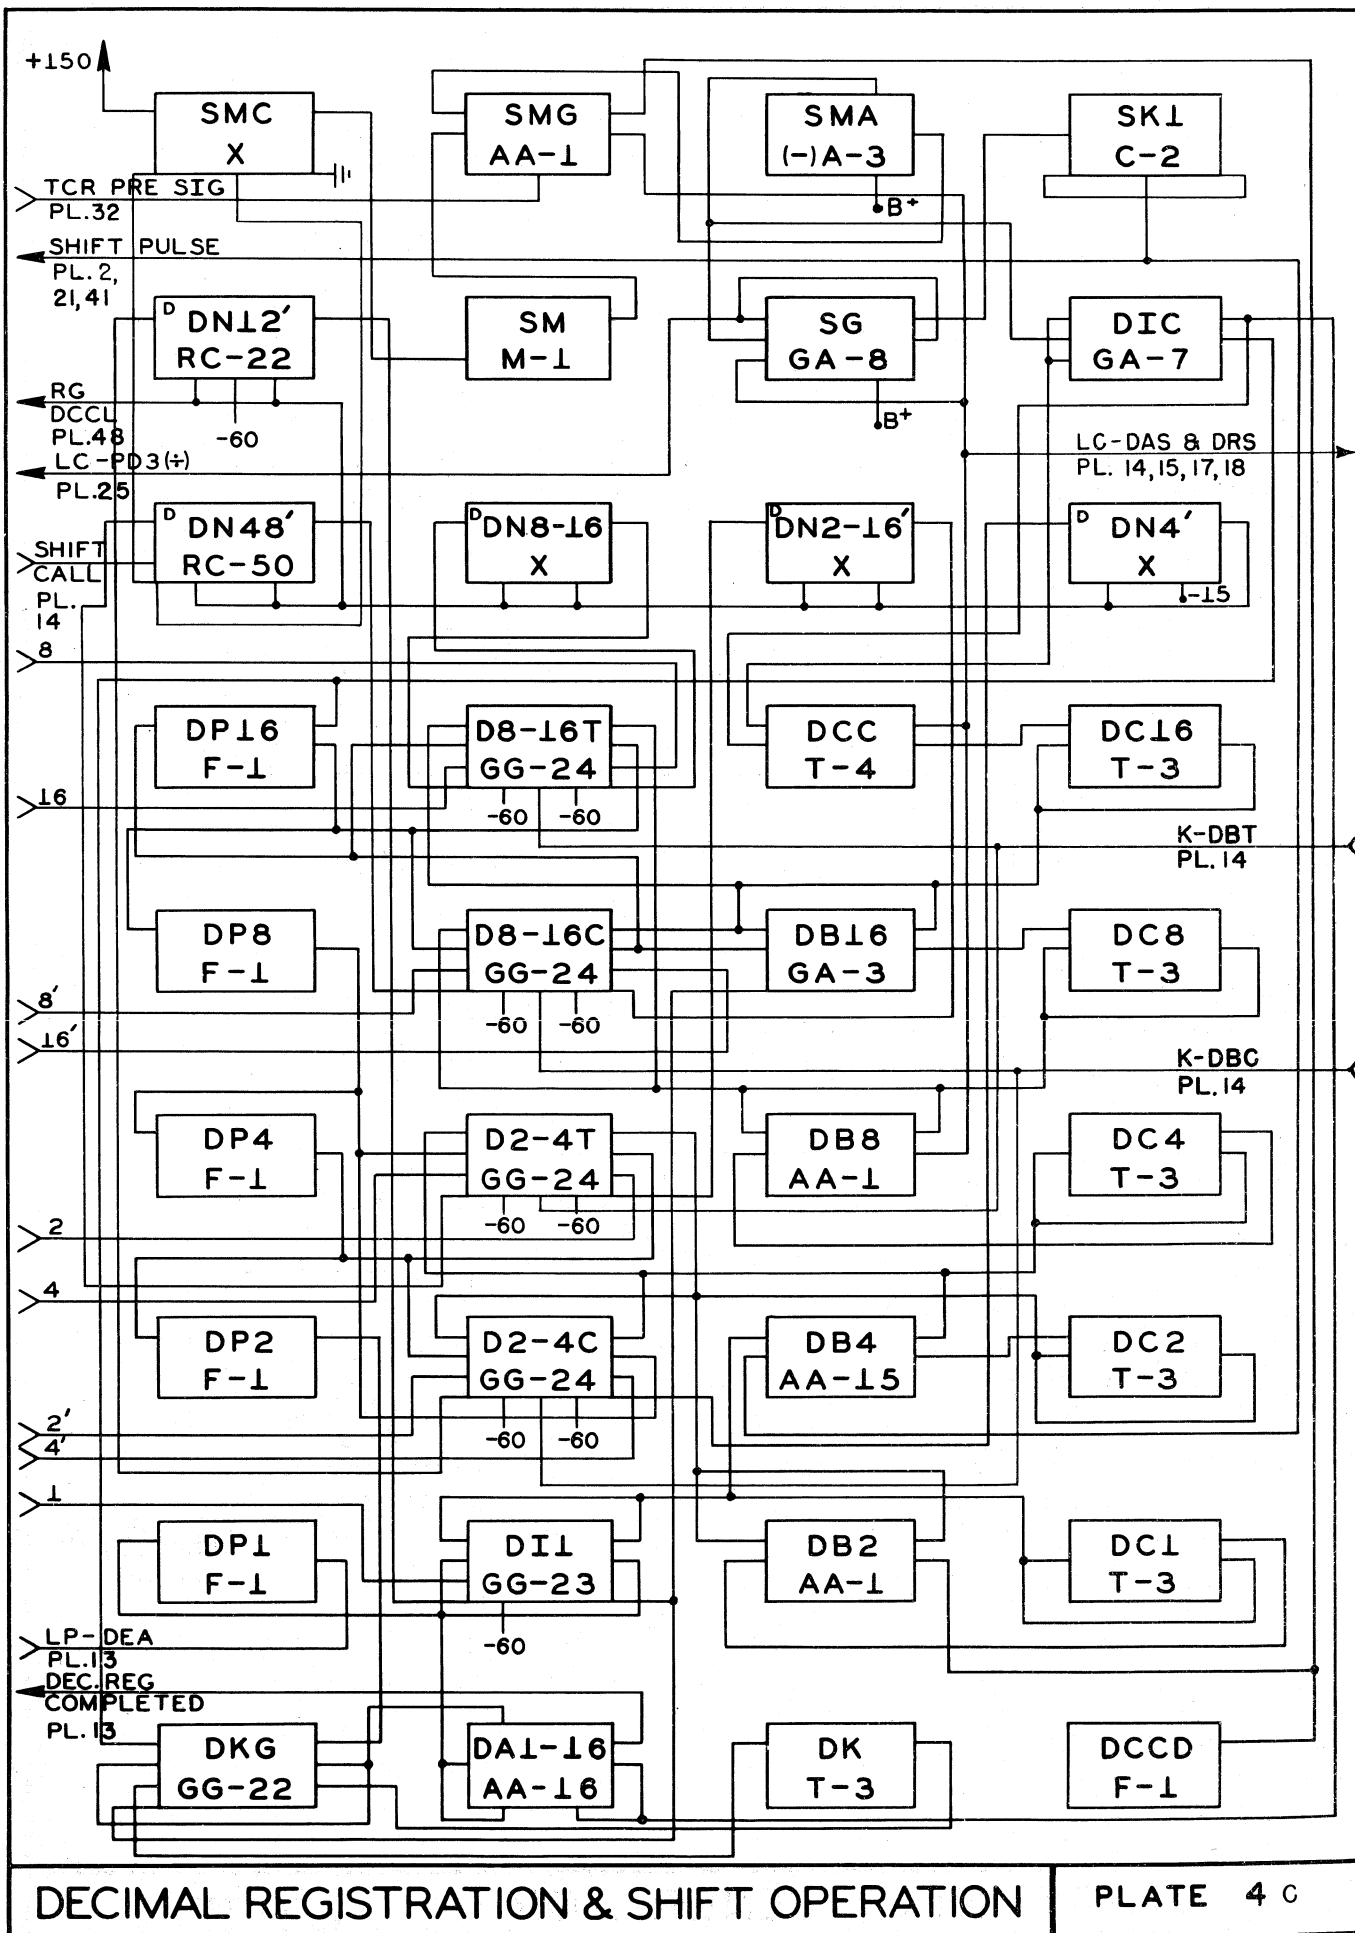 +150
SMC
X
SMG
AA-1
SMA
(-)A-3
SK1
C-2
TCR PRE SIG
PL.32
B+
SHIFT PULSE
PL. 2,
21,41
D DN12'
RC-22
SM
M-1
SG
GA-8
DIC
GA-7
RG
DCCL
PL.48
-60
B+
LC-PD3(÷)
PL.25
LC-DAS & DRS
PL. 14,15,17,18
D DN48'
RC-50
D DN8-16
X
D DN2-16'
X
D DN4'
X
-15
SHIFT
CALL
PL.
14
8
DP16
F-1
D8-16T
GG-24
DCC
T-4
DC16
T-3
16
-60 -60
K-DBT
PL.14
DP8
F-1
D8-16C
GG-24
DB16
GA-3
DC8
T-3
8'
-60 -60
16'
K-DBC
PL.14
DP4
F-1
D2-4T
GG-24
DB8
AA-1
DC4
T-3
2
-60 -60
4
DP2
F-1
D2-4C
GG-24
DB4
AA-15
DC2
T-3
2'
4'
-60 -60
1
DP1
F-1
DI1
GG-23
DB2
AA-1
DC1
T-3
-60
LP-DEA
PL.13
DEC.REG
COMPLETED
PL.13
DKG
GG-22
DA1-16
AA-16
DK
T-3
DCCD
F-1
DECIMAL REGISTRATION & SHIFT OPERATION
PLATE 4 C